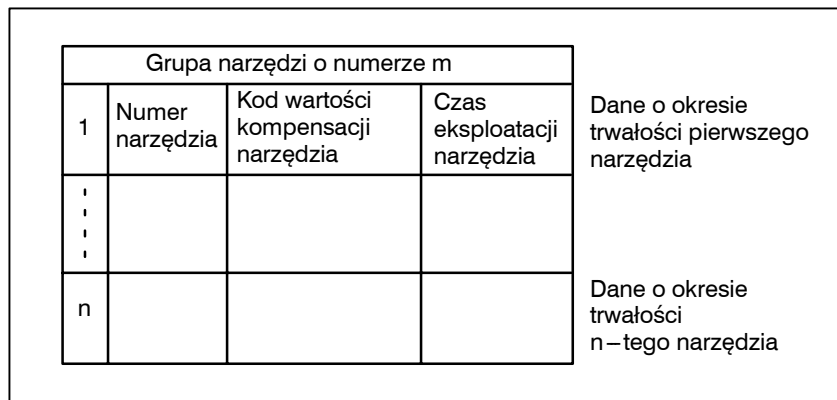 Grupa narzędzi o numerze m
1
Numer
narzędzia
Kod wartości
kompensacji
narzędzia
Czas
eksploatacji
narzędzia
Dane o okresie
trwałości pierwszego
narzędzia
n
Dane o okresie
trwałości
n–tego narzędzia